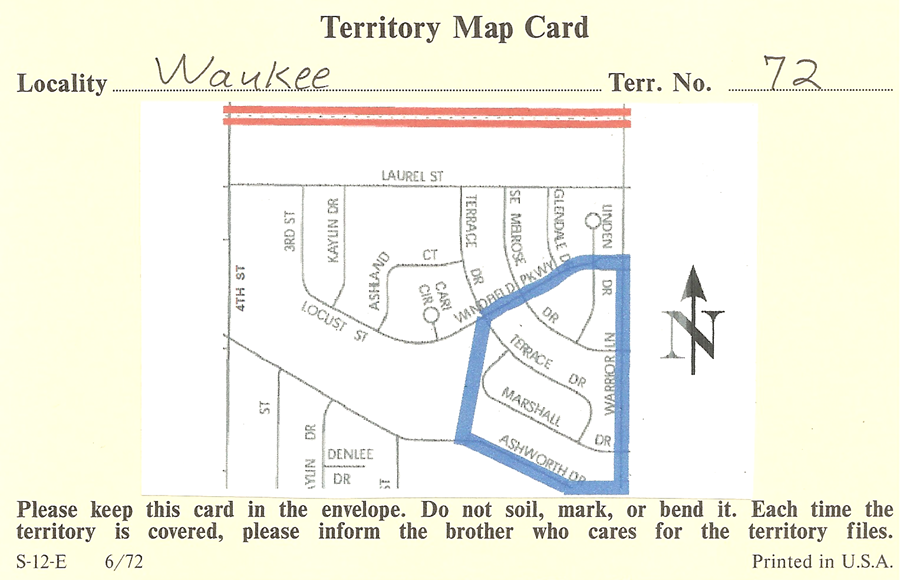 Territory Map Card
Locality Waukee Terr. No. 72
LAUREL ST
3RD ST
KAYLIN DR
TERRACE DR
SE MELROSE DR
GLENDALE D
LINDEN DR
4TH ST
ASHLAND CT
CARI CIR
WINDFIELD PKWY
LOCUST ST
N
TERRACE DR
WARRIOR LN
MARSHALL DR
ST
AYLIN DR
DENLEE DR
ST
ASHWORTH DR
Please keep this card in the envelope. Do not soil, mark, or bend it. Each time the
territory is covered, please inform the brother who cares for the territory files.
S-12-E 6/72 Printed in U.S.A.